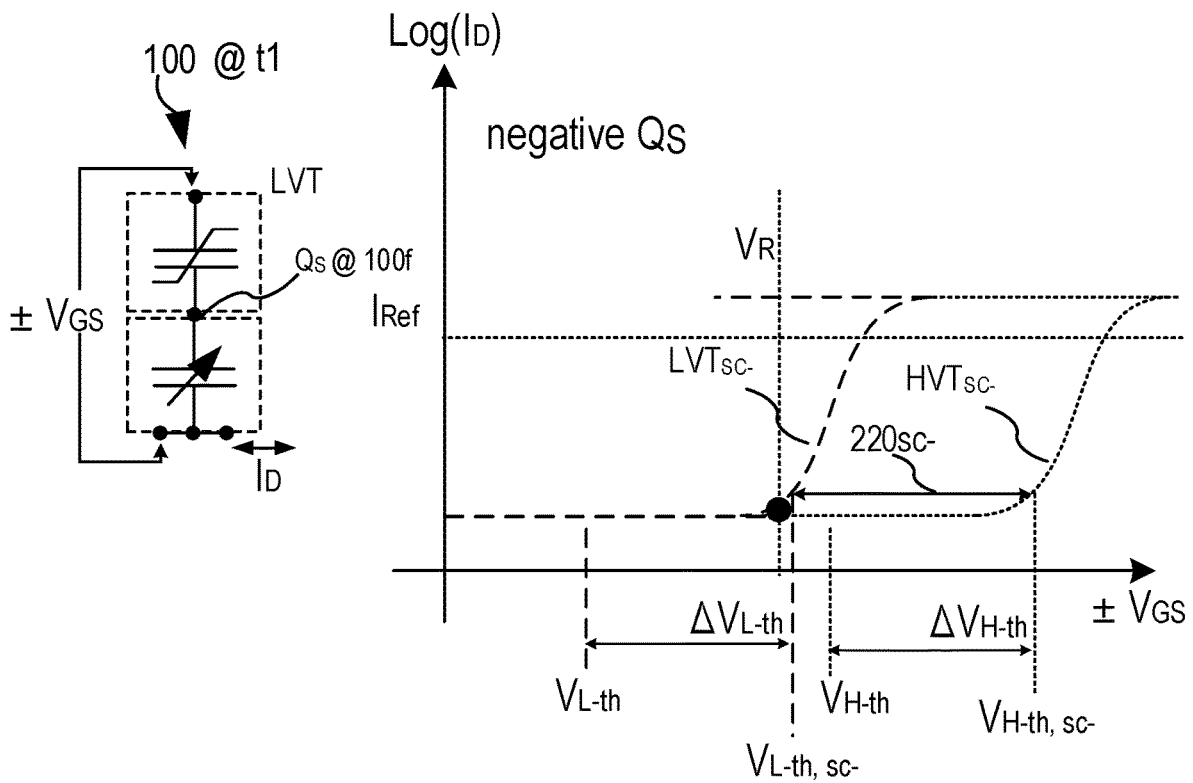 100 @ t1
LVT
QS @ 100f
± VGS
ID
Log(ID)
negative QS
VR
IRef
LVTSC-
HVTSC-
220sc-
± VGS
ΔVL-th
ΔVH-th
VL-th
VH-th
VL-th, sc-
VH-th, sc-